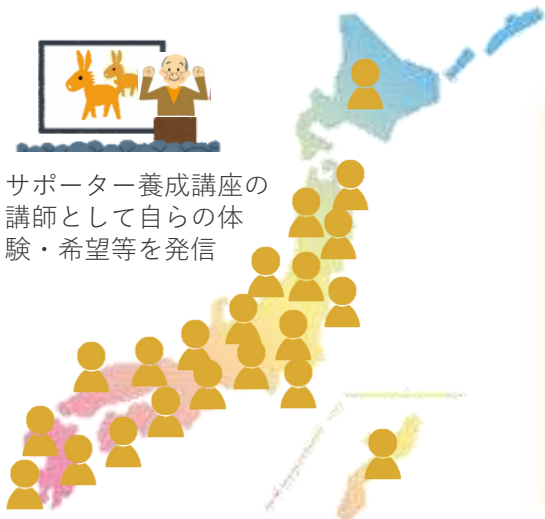 サポーター養成講座の
講師として自らの体
験・希望等を発信